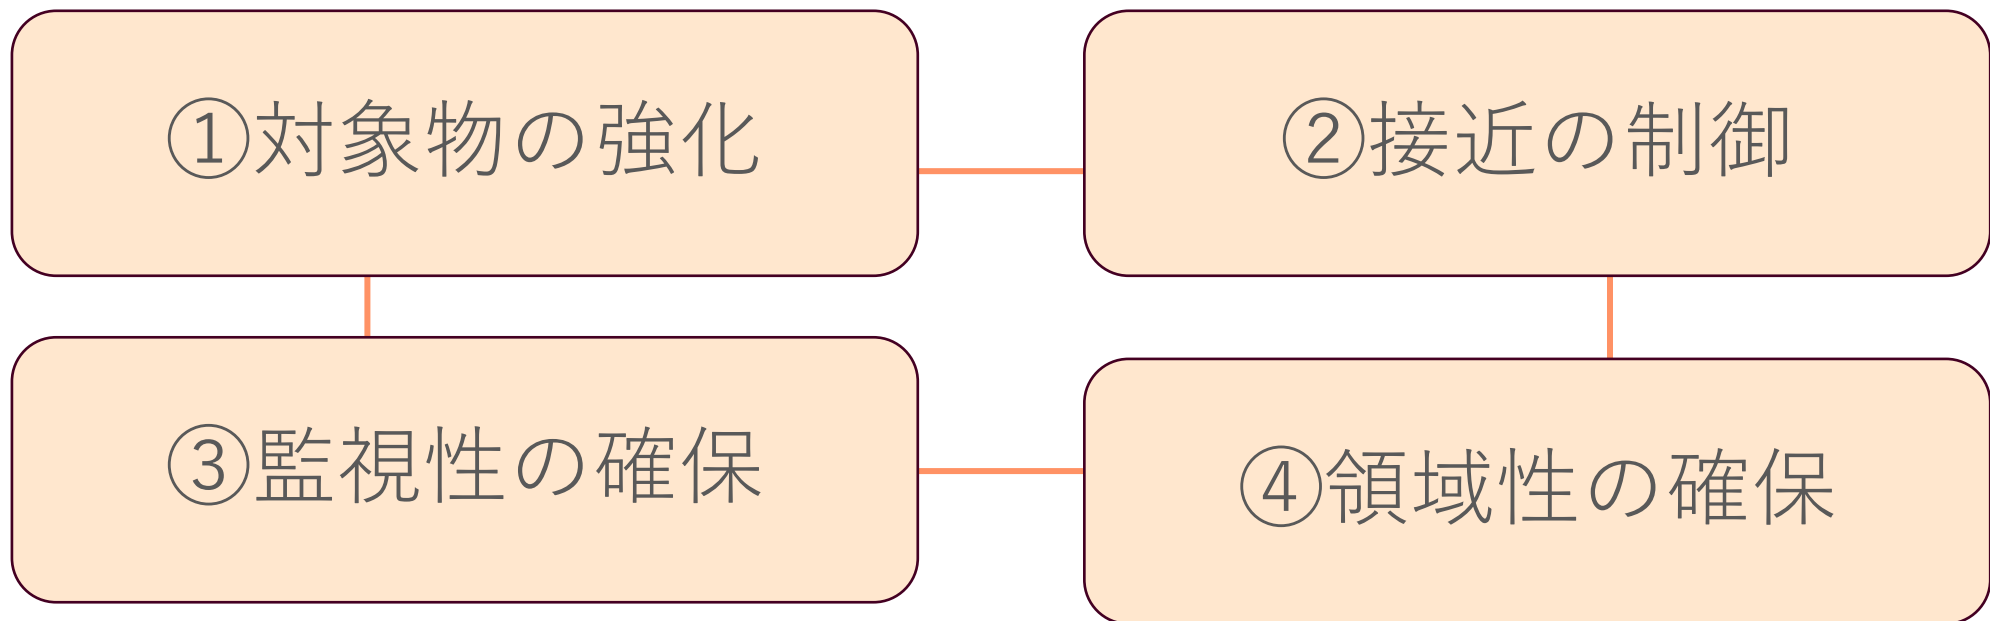 ①対象物の強化
②接近の制御
③監視性の確保
④領域性の確保